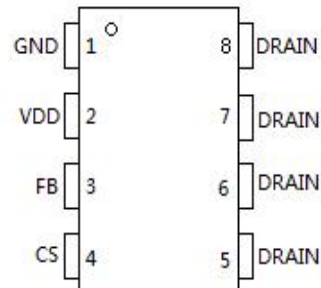 GND 1 8 DRAIN
VDD 2 7 DRAIN
FB 3 6 DRAIN
CS 4 5 DRAIN